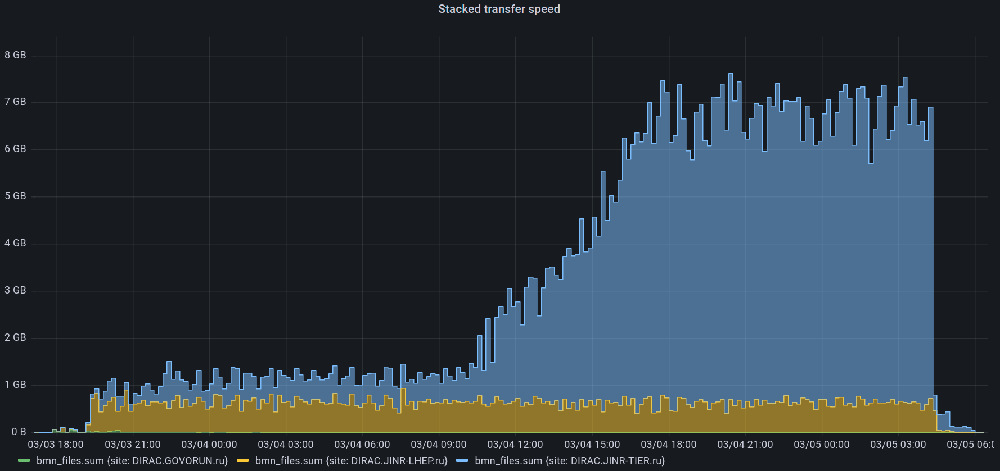 Stacked transfer speed
8 GB
7 GB
6 GB
5 GB
4 GB
3 GB
2 GB
1 GB
0 B
03/03 18:00 03/03 21:00 03/04 00:00 03/04 03:00 03/04 06:00 03/04 09:00 03/04 12:00 03/04 15:00 03/04 18:00 03/04 21:00 03/05 00:00 03/05 03:00 03/05 06:0
bmn_files.sum {site: DIRAC.GOVORUN.ru} bmn_files.sum {site: DIRAC.JINR-LHEP.ru} bmn_files.sum {site: DIRAC.JINR-TIER.ru}